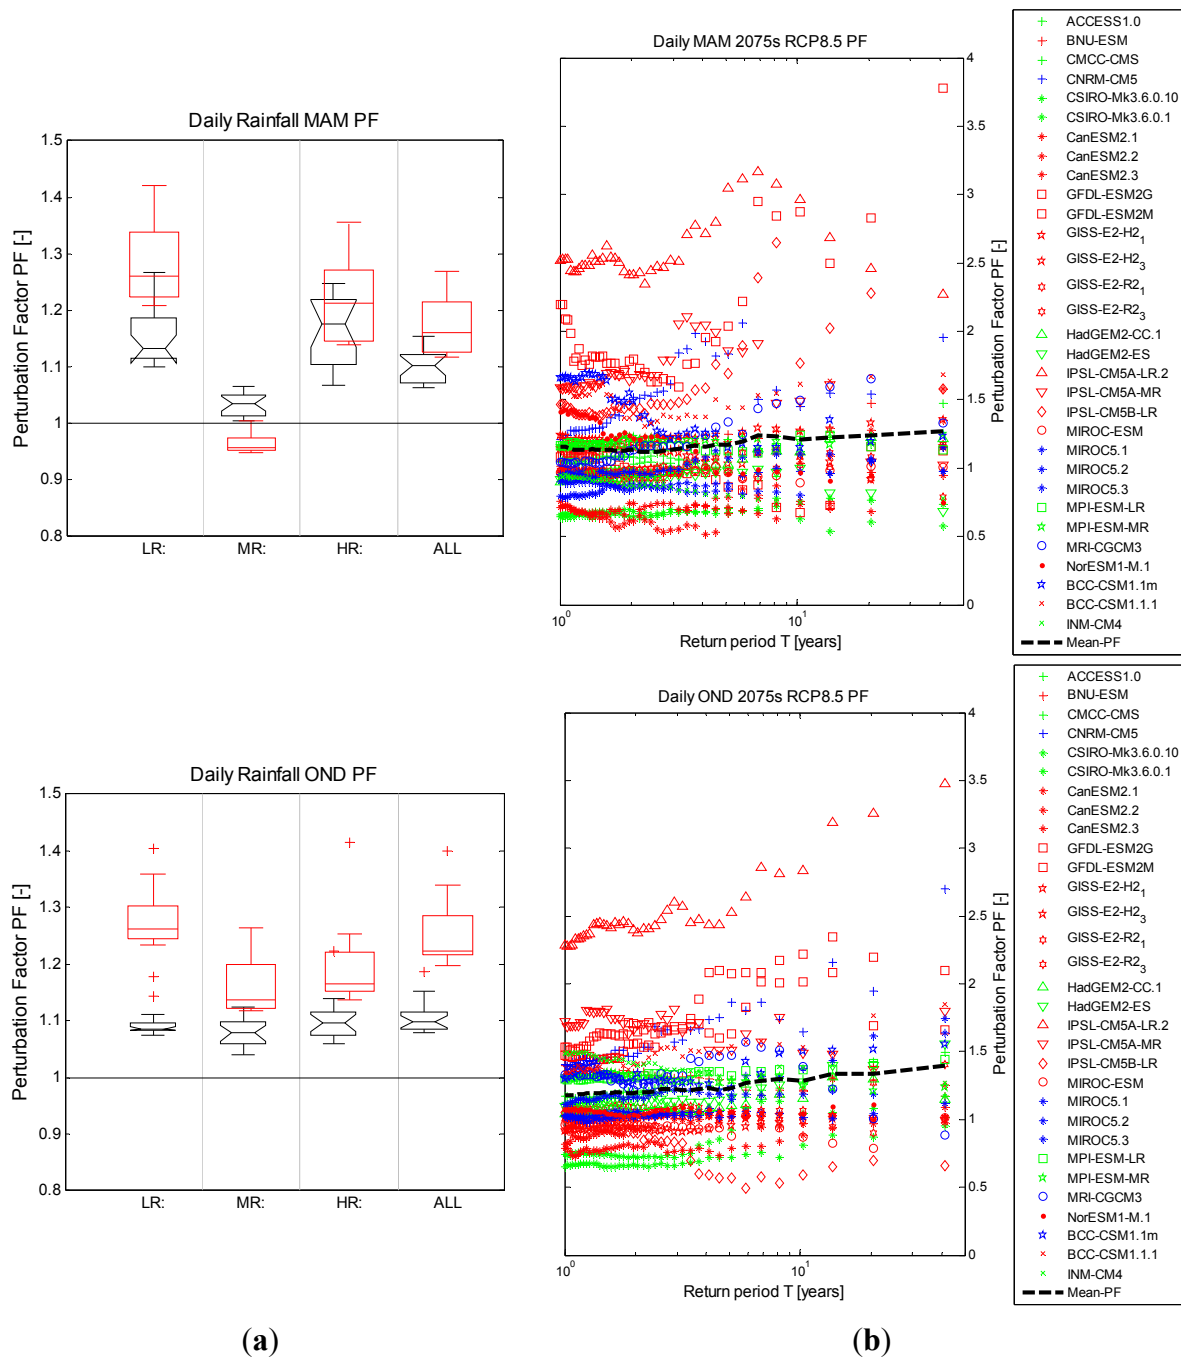 Daily Rainfall MAM PF
Perturbation Factor PF [-]
1.5
1.4
1.3
1.2
1.1
1
0.9
0.8
LR:
MR:
HR:
ALL
Daily MAM 2075s RCP8.5 PF
4
3.5
3
2.5
2
1.5
1
0.5
0
Perturbation Factor PF [-]
10^0
10^1
Return period T [years]
ACCESS1.0
BNU-ESM
CMCC-CMS
CNRM-CM5
CSIRO-Mk3.6.0.10
CSIRO-Mk3.6.0.1
CanESM2.1
CanESM2.2
CanESM2.3
GFDL-ESM2G
GFDL-ESM2M
GISS-E2-H2_1
GISS-E2-H2_3
GISS-E2-R2_1
GISS-E2-R2_3
HadGEM2-CC.1
HadGEM2-ES
IPSL-CM5A-LR.2
IPSL-CM5A-MR
IPSL-CM5B-LR
MIROC-ESM
MIROC5.1
MIROC5.2
MIROC5.3
MPI-ESM-LR
MPI-ESM-MR
MRI-CGCM3
NorESM1-M.1
BCC-CSM1.1m
BCC-CSM1.1.1
INM-CM4
Mean-PF
Daily Rainfall OND PF
Perturbation Factor PF [-]
1.5
1.4
1.3
1.2
1.1
1
0.9
0.8
LR:
MR:
HR:
ALL
Daily OND 2075s RCP8.5 PF
4
3.5
3
2.5
2
1.5
1
0.5
0
Perturbation Factor PF [-]
10^0
10^1
Return period T [years]
ACCESS1.0
BNU-ESM
CMCC-CMS
CNRM-CM5
CSIRO-Mk3.6.0.10
CSIRO-Mk3.6.0.1
CanESM2.1
CanESM2.2
CanESM2.3
GFDL-ESM2G
GFDL-ESM2M
GISS-E2-H2_1
GISS-E2-H2_3
GISS-E2-R2_1
GISS-E2-R2_3
HadGEM2-CC.1
HadGEM2-ES
IPSL-CM5A-LR.2
IPSL-CM5A-MR
IPSL-CM5B-LR
MIROC-ESM
MIROC5.1
MIROC5.2
MIROC5.3
MPI-ESM-LR
MPI-ESM-MR
MRI-CGCM3
NorESM1-M.1
BCC-CSM1.1m
BCC-CSM1.1.1
INM-CM4
Mean-PF
(a)
(b)